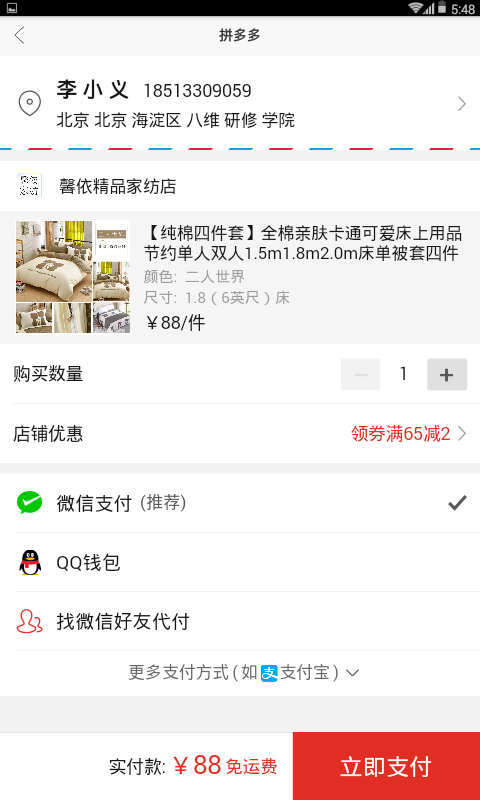 5:48
拼多多
李 小 义 18513309059
北京 北京 海淀区 八维 研修 学院
馨依精品家纺店
【纯棉四件套】全棉亲肤卡通可爱床上用品
节约单人双人1.5m1.8m2.0m床单被套四件
颜色: 二人世界
尺寸: 1.8（6英尺）床
￥88/件
购买数量 － 1 +
店铺优惠 领券满65减2
微信支付 (推荐)
QQ钱包
找微信好友代付
更多支付方式 ( 如 支 支付宝 )
实付款: ￥88 免运费 立即支付